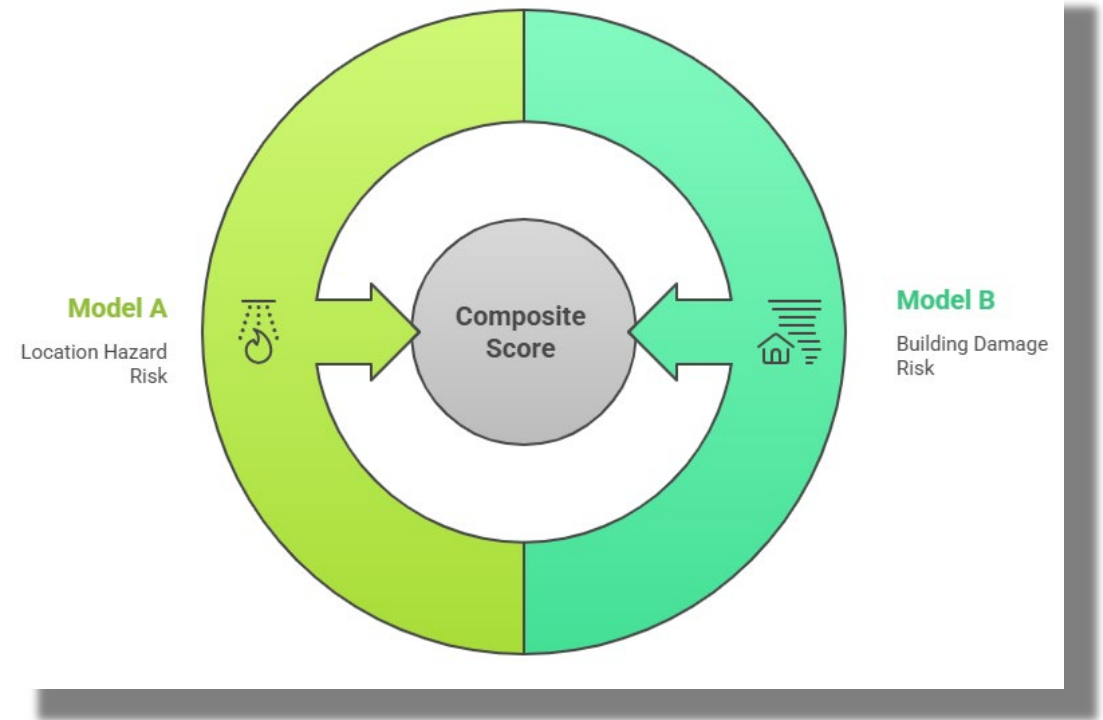 Model A
Location Hazard
Risk
Composite
Score
Model B
Building Damage
Risk